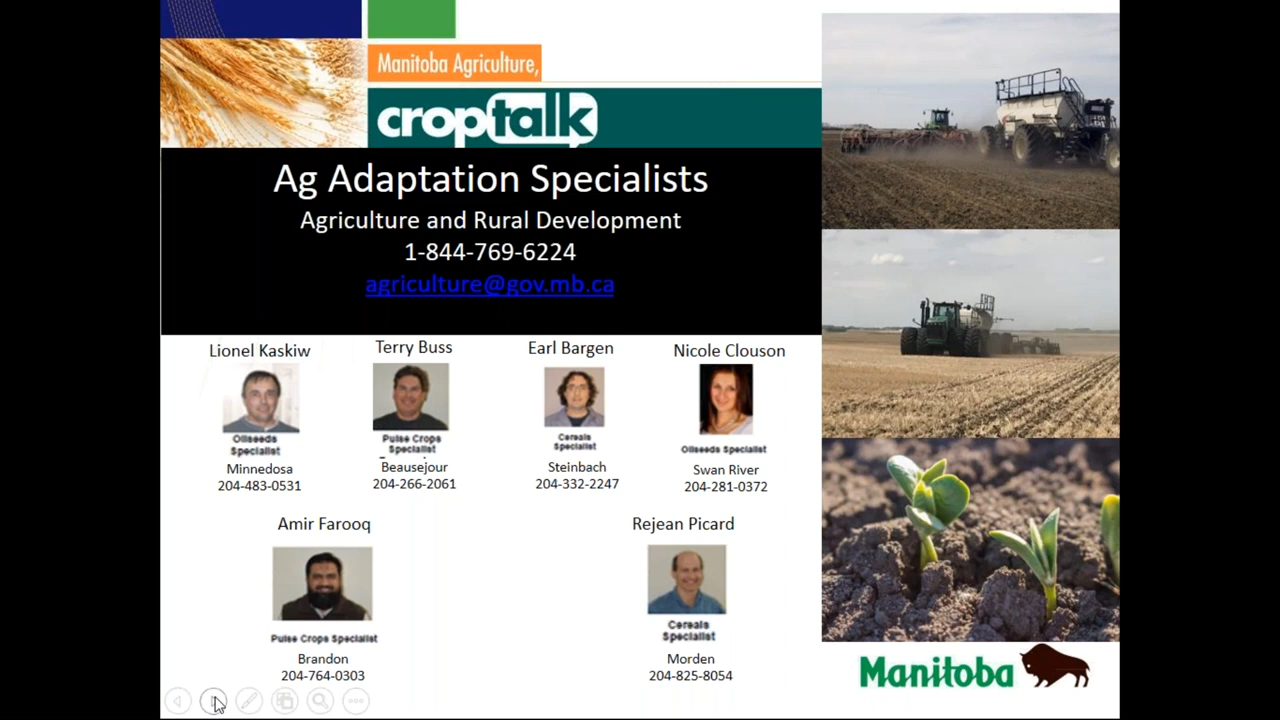 Manitoba Agriculture,
croptalk
Ag Adaptation Specialists
Agriculture and Rural Development
1-844-769-6224
agriculture@gov.mb.ca
Lionel Kaskiw
Oilseeds
Specialist
Minnedosa
204-483-0531
Terry Buss
Pulse Crops
Specialist
Beausejour
204-266-2061
Earl Bargen
Cereals
Specialist
Steinbach
204-332-2247
Nicole Clouson
Oilseeds Specialist
Swan River
204-281-0372
Amir Farooq
Pulse Crops Specialist
Brandon
204-764-0303
Rejean Picard
Cereals
Specialist
Morden
204-825-8054
Manitoba